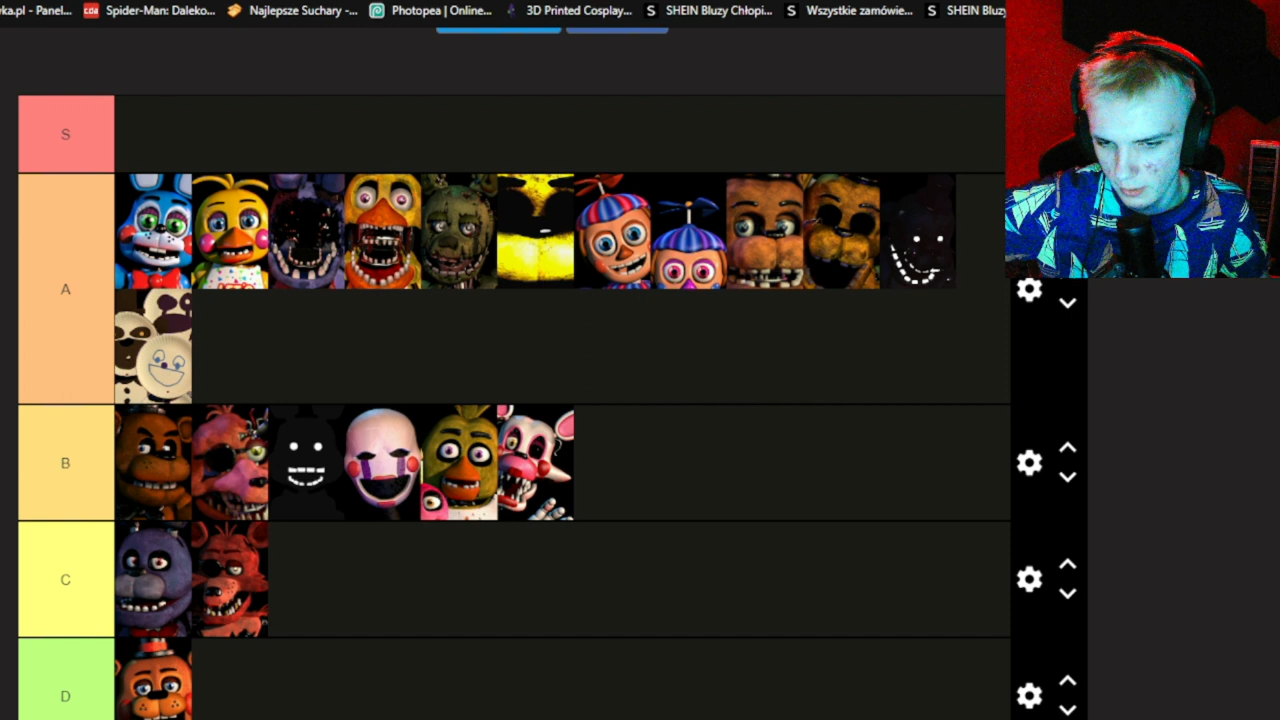 ka.pl - Panel...
CDA Spider-Man: Daleko...
Najlepsze Suchary -...
Photopea | Online...
3D Printed Cosplay...
S SHEIN Bluzy Chłopi...
S Wszystkie zamówie...
S SHEIN Bluzy
S
A
B
C
D